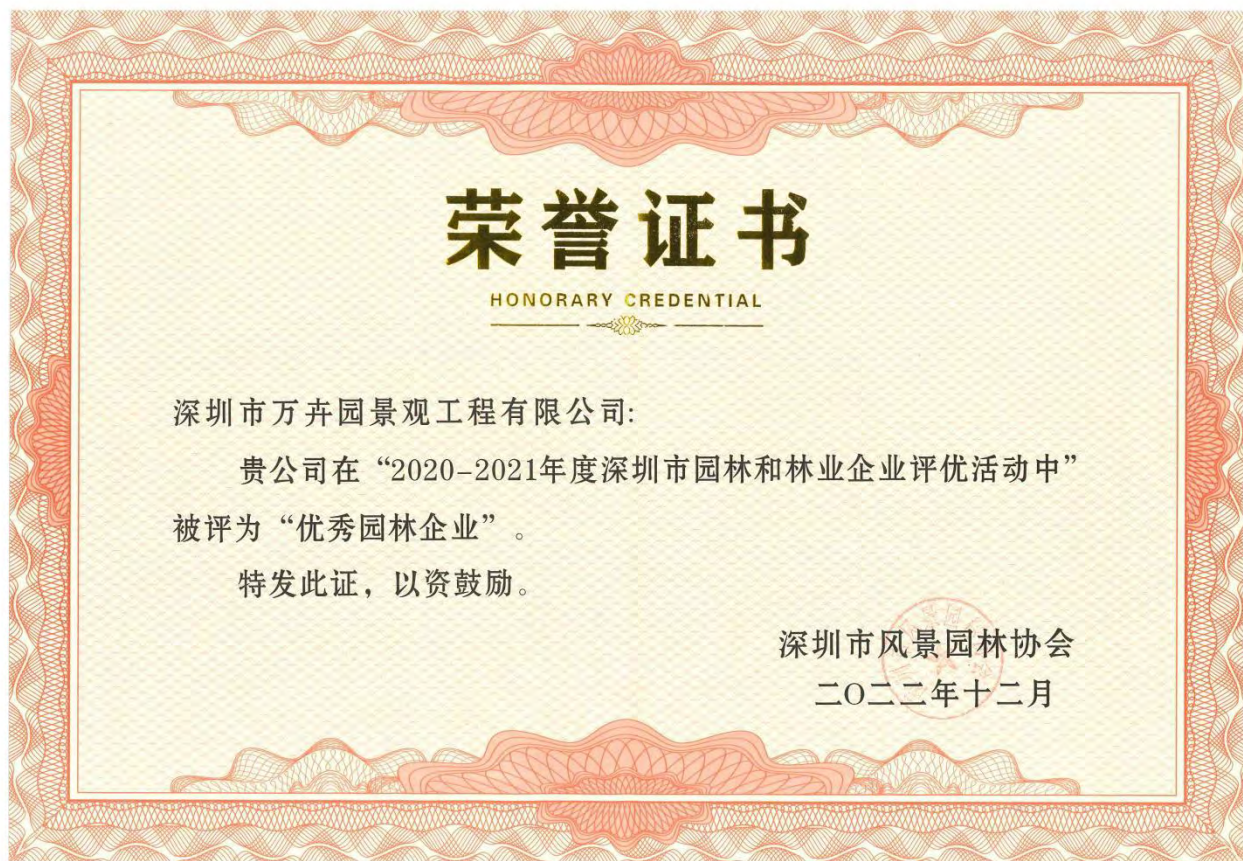 荣誉证书
HONORARY CREDENTIAL
深圳市万卉园景观工程有限公司:
贵公司在“2020-2021年度深圳市园林和林业企业评优活动中”
被评为“优秀园林企业”。
特发此证，以资鼓励。
深圳市风景园林协会
二O二二年十二月